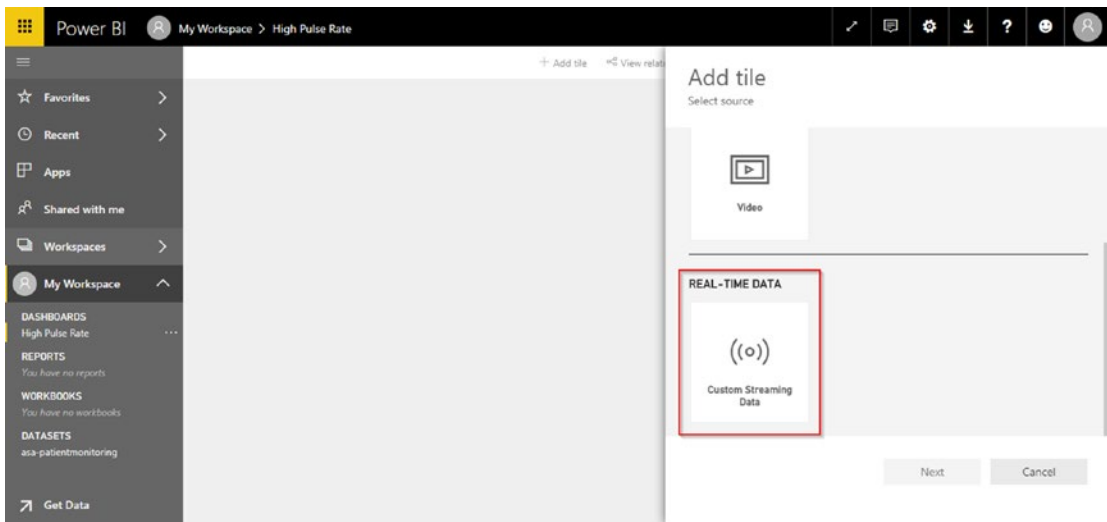 Power BI
My Workspace > High Pulse Rate
?
Favorites
Recent
Apps
Shared with me
Workspaces
My Workspace
DASHBOARDS
High Pulse Rate
...
REPORTS
You have no reports
WORKBOOKS
You have no workbooks
DATASETS
asa-patientmonitoring
Get Data
+ Add tile
View relat
Add tile
Select source
Video
REAL-TIME DATA
Custom Streaming
Data
Next
Cancel